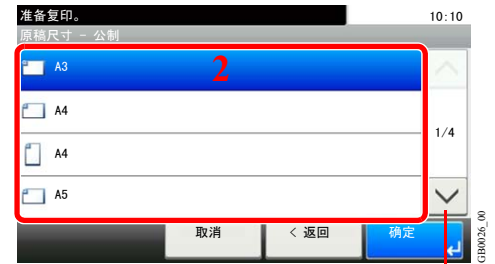 准备复印。 10:10
原稿尺寸 - 公制
A3 2
A4
1/4
A4
A5
取消 < 返回 确定
GB0026_00